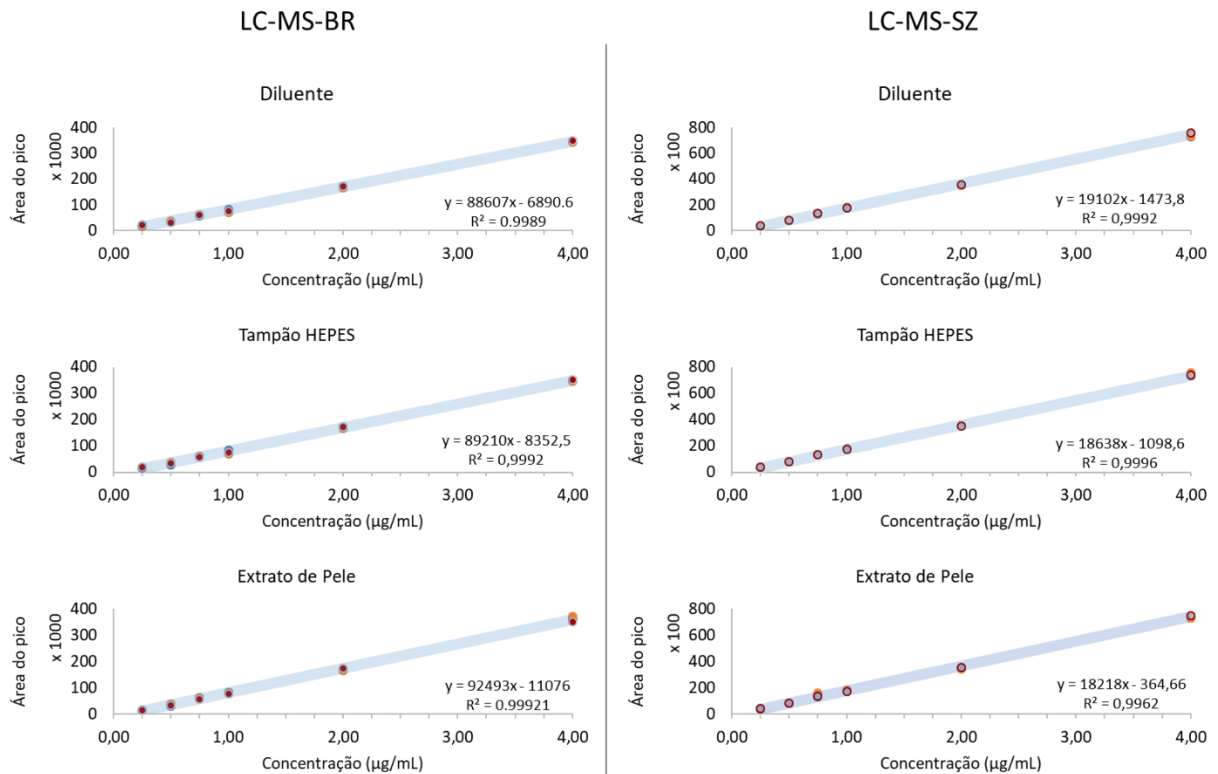 LC-MS-BR
Diluente
Área do pico
x 1000
400
300
200
100
0
y = 88607x - 6890.6
R² = 0.9989
0,00 1,00 2,00 3,00 4,00
Concentração (µg/mL)
Tampão HEPES
Área do pico
x 1000
400
300
200
100
0
y = 89210x - 8352,5
R² = 0,9992
0,00 1,00 2,00 3,00 4,00
Concentração (µg/mL)
Extrato de Pele
Área do pico
x 1000
400
300
200
100
0
y = 92493x - 11076
R² = 0.99921
0,00 1,00 2,00 3,00 4,00
Concentração (µg/mL)
LC-MS-SZ
Diluente
Área do pico
x 100
800
600
400
200
0
y = 19102x - 1473,8
R² = 0,9992
0,00 1,00 2,00 3,00 4,00
Concentração (µg/mL)
Tampão HEPES
Áera do pico
x 100
800
600
400
200
0
y = 18638x - 1098,6
R² = 0,9996
0,00 1,00 2,00 3,00 4,00
Concentração (µg/mL)
Extrato de Pele
Área do pico
x 100
800
600
400
200
0
y = 18218x - 364,66
R² = 0,9962
0,00 1,00 2,00 3,00 4,00
Concentração (µg/mL)